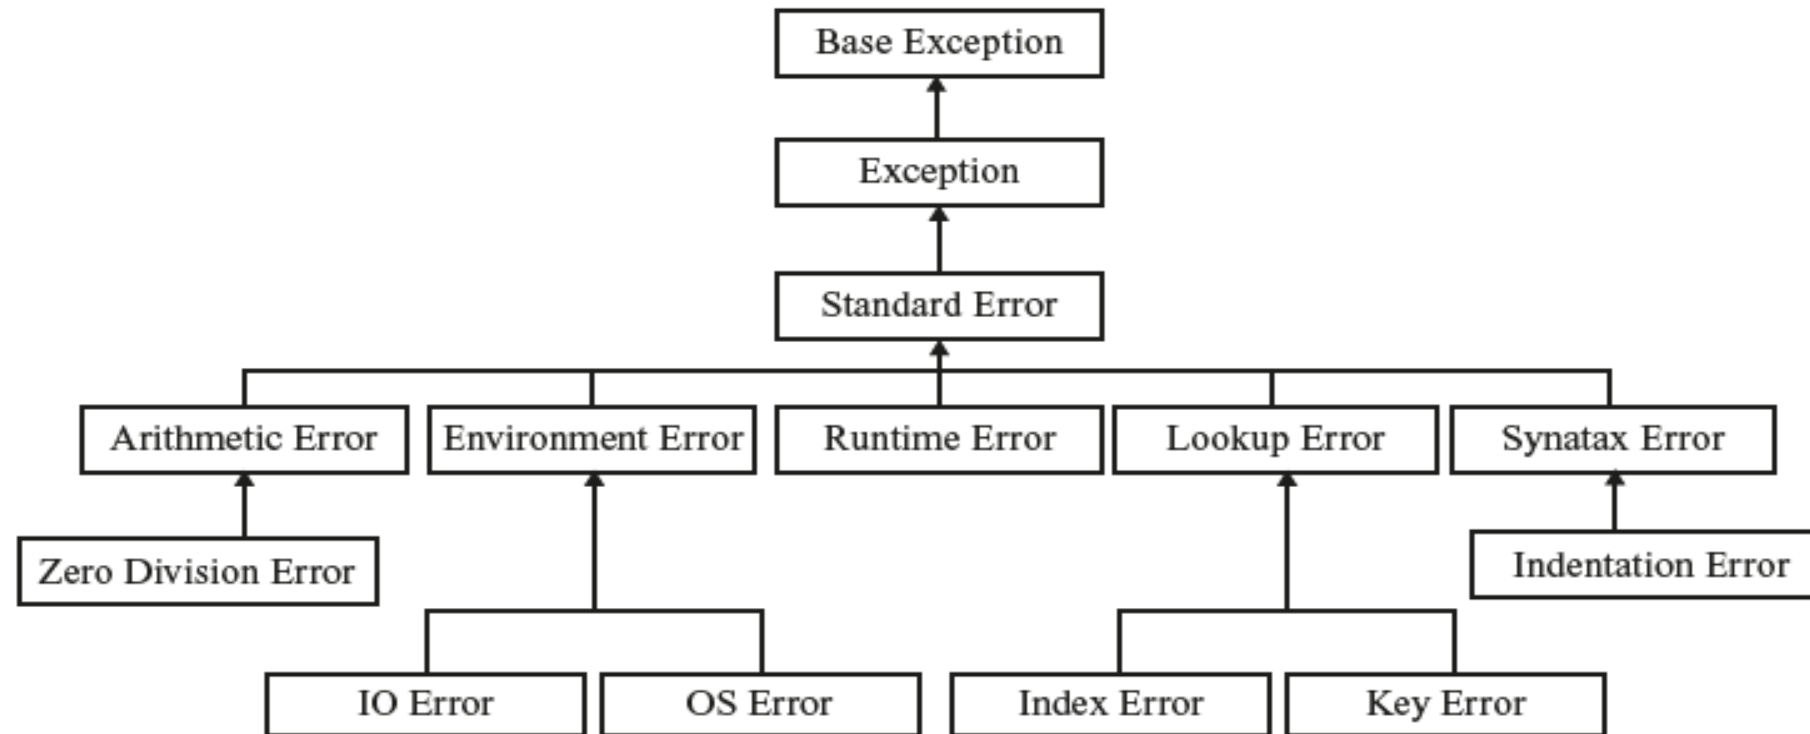 Base Exception
Exception
Standard Error
Arithmetic Error
Environment Error
Runtime Error
Lookup Error
Synatax Error
Zero Division Error
Indentation Error
IO Error
OS Error
Index Error
Key Error